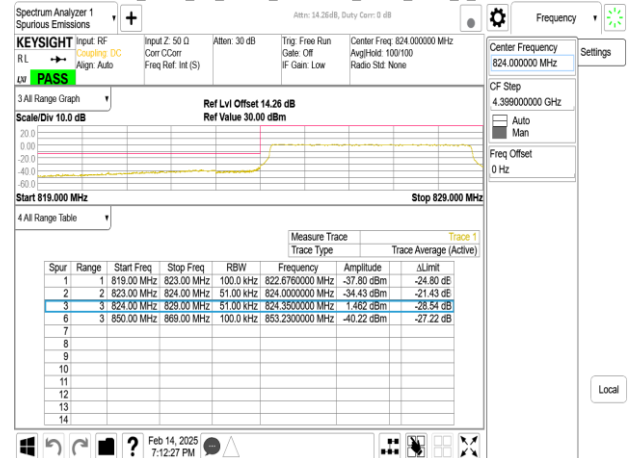 Spectrum Analyzer 1
Spurious Emissions
Attn: 14.26dB, Duty Corr: 0 dB
Frequency
KEYSIGHT
RL
LXI PASS
Input: RF
Coupling: DC
Align: Auto
Input Z: 50 Ω
Corr CCorr
Freq Ref: Int (S)
Atten: 30 dB
Trig: Free Run
Gate: Off
IF Gain: Low
Center Freq: 824.000000 MHz
Avg|Hold: 100/100
Radio Std: None
Center Frequency
824.000000 MHz
Settings
CF Step
4.399000000 GHz
Auto
Man
Freq Offset
0 Hz
3 All Range Graph
Scale/Div 10.0 dB
Ref Lvl Offset 14.26 dB
Ref Value 30.00 dBm
20.0
0.00
-20.0
-40.0
-60.0
Start 819.000 MHz Stop 829.000 MHz
4 All Range Table
Measure Trace Trace 1
Trace Type Trace Average (Active)
Spur Range Start Freq Stop Freq RBW Frequency Amplitude ΔLimit
1 1 819.00 MHz 823.00 MHz 100.0 kHz 822.6760000 MHz -37.80 dBm -24.80 dB
2 2 823.00 MHz 824.00 MHz 51.00 kHz 824.0000000 MHz -34.43 dBm -21.43 dB
3 3 824.00 MHz 829.00 MHz 51.00 kHz 824.3500000 MHz 1.462 dBm -28.54 dB
6 3 850.00 MHz 869.00 MHz 100.0 kHz 853.2300000 MHz -40.22 dBm -27.22 dB
7
8
9
10
11
12
13
14
Local
Feb 14, 2025
7:12:27 PM